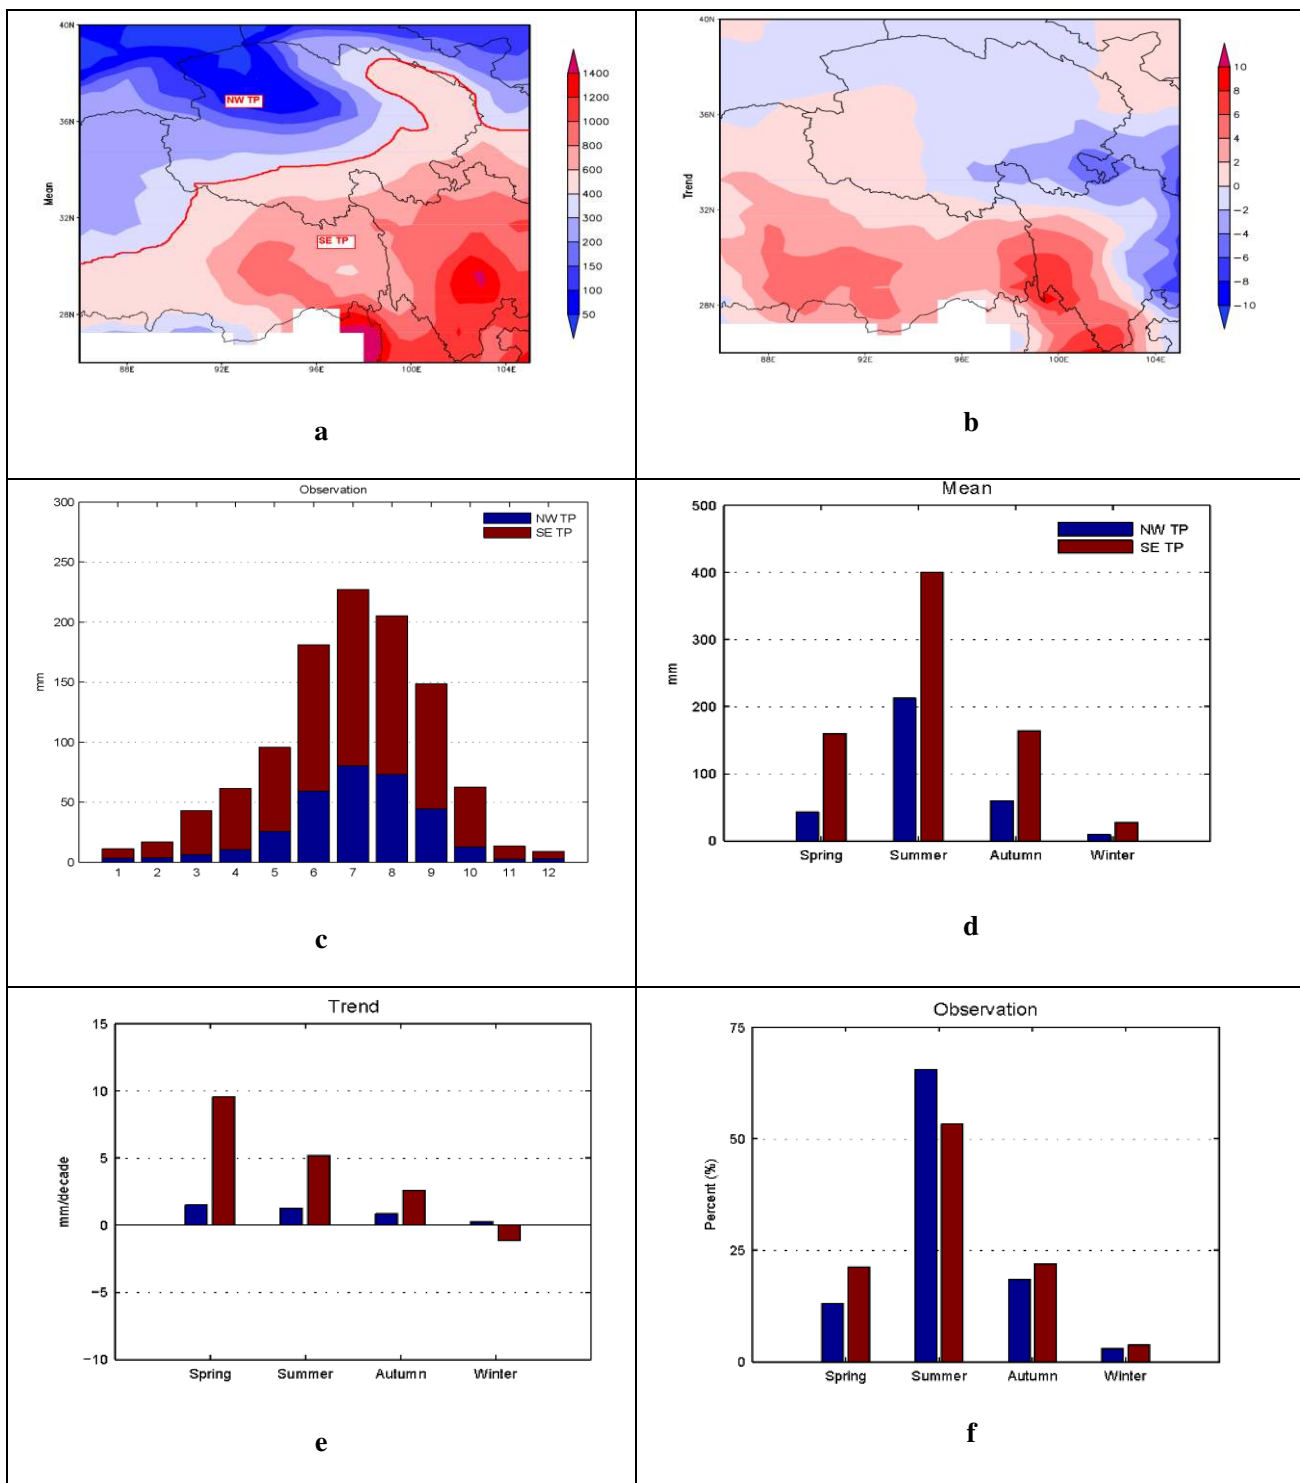 40N
36N
32N
28N
Mean
NW TP
SE TP
88E 92E 96E 100E 104E
1400
1200
1000
800
600
400
300
200
150
100
50
a
40N
36N
32N
28N
Trend
88E 92E 96E 100E 104E
10
8
6
4
2
0
−2
−4
−6
−8
−10
b
Observation
300
250
200
150
100
50
0
mm
NW TP
SE TP
1 2 3 4 5 6 7 8 9 10 11 12
c
Mean
500
400
300
200
100
0
mm
NW TP
SE TP
Spring Summer Autumn Winter
d
Trend
15
10
5
0
−5
−10
mm/decade
Spring Summer Autumn Winter
e
Observation
75
50
25
0
Percent (%)
Spring Summer Autumn Winter
f